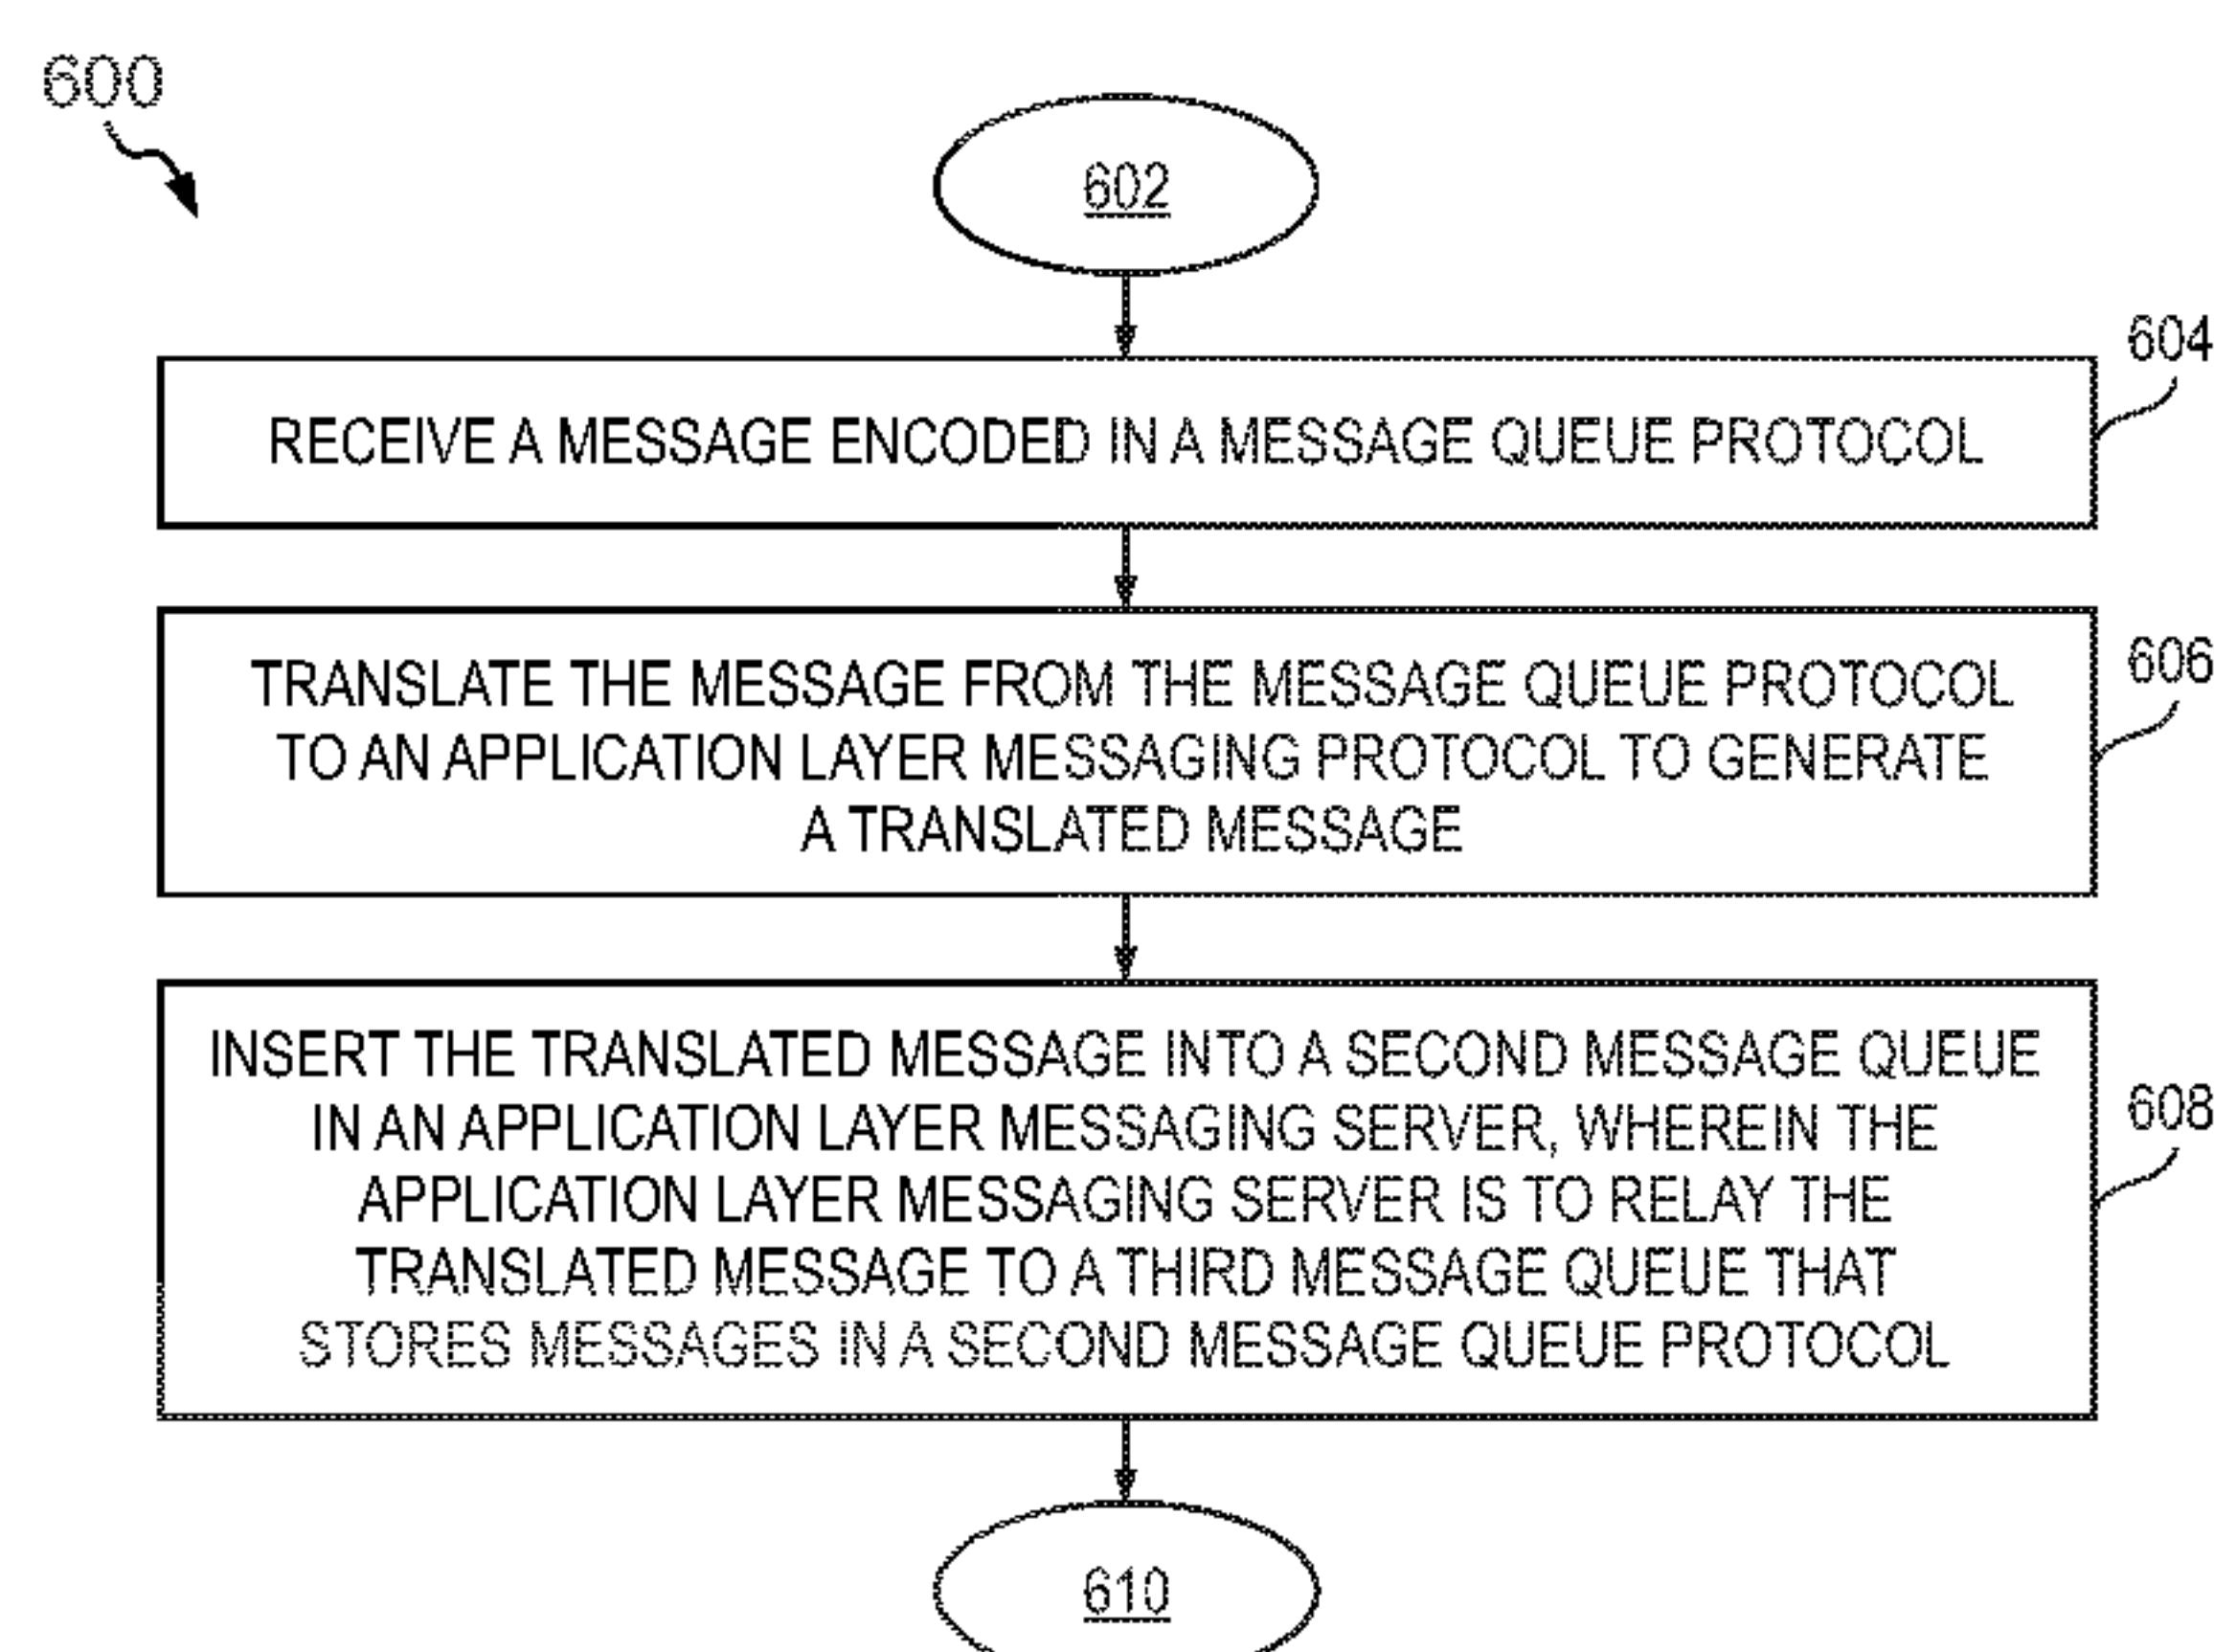 600
602
604
RECEIVE A MESSAGE ENCODED IN A MESSAGE QUEUE PROTOCOL
606
TRANSLATE THE MESSAGE FROM THE MESSAGE QUEUE PROTOCOL
TO AN APPLICATION LAYER MESSAGING PROTOCOL TO GENERATE
A TRANSLATED MESSAGE
608
INSERT THE TRANSLATED MESSAGE INTO A SECOND MESSAGE QUEUE
IN AN APPLICATION LAYER MESSAGING SERVER, WHEREIN THE
APPLICATION LAYER MESSAGING SERVER IS TO RELAY THE
TRANSLATED MESSAGE TO A THIRD MESSAGE QUEUE THAT
STORES MESSAGES IN A SECOND MESSAGE QUEUE PROTOCOL
610